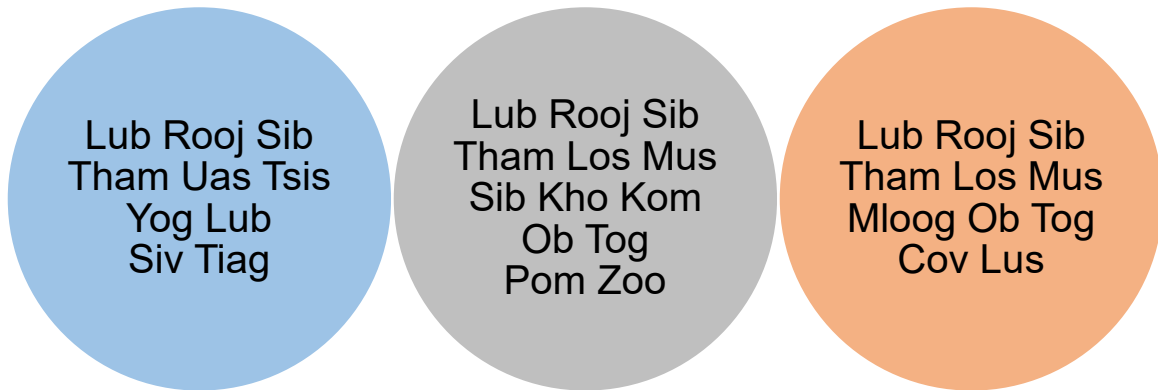 Lub Rooj Sib
Tham Uas Tsis
Yog Lub
Siv Tiag
Lub Rooj Sib
Tham Los Mus
Sib Kho Kom
Ob Tog
Pom Zoo
Lub Rooj Sib
Tham Los Mus
Mloog Ob Tog
Cov Lus